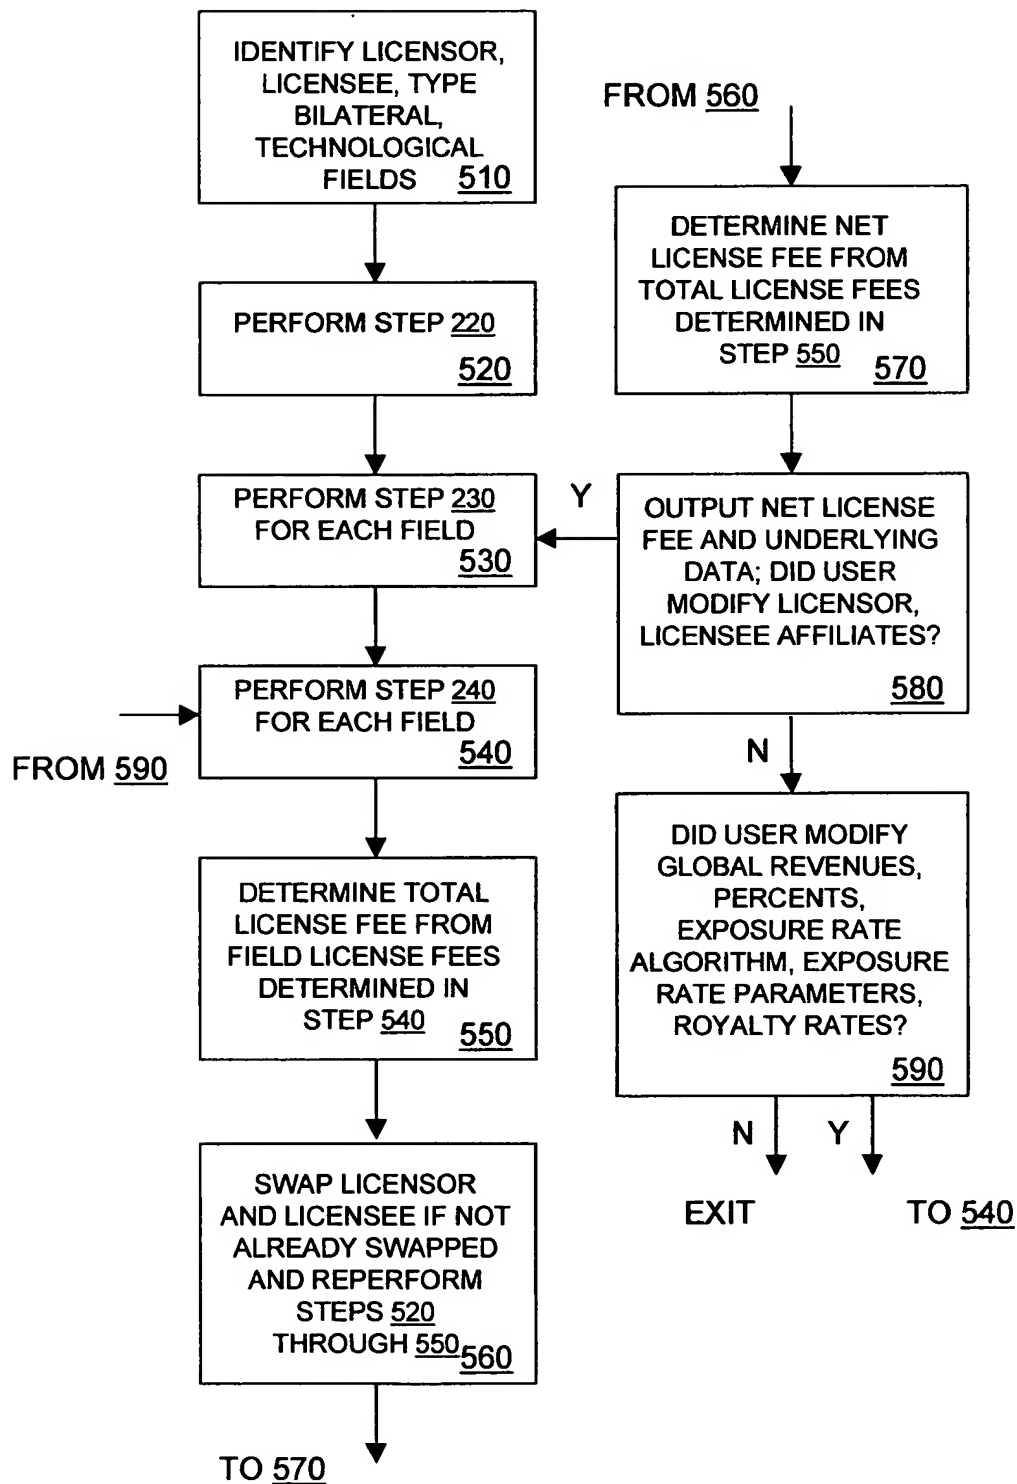 IDENTIFY LICENSOR,
LICENSEE, TYPE
BILATERAL,
TECHNOLOGICAL
FIELDS 510
PERFORM STEP 220
520
PERFORM STEP 230
FOR EACH FIELD
530
PERFORM STEP 240
FOR EACH FIELD
540
FROM 590
DETERMINE TOTAL
LICENSE FEE FROM
FIELD LICENSE FEES
DETERMINED IN
STEP 540
550
SWAP LICENSOR
AND LICENSEE IF NOT
ALREADY SWAPPED
AND REPERFORM
STEPS 520
THROUGH 550
560
TO 570
FROM 560
DETERMINE NET
LICENSE FEE FROM
TOTAL LICENSE FEES
DETERMINED IN
STEP 550
570
Y
OUTPUT NET LICENSE
FEE AND UNDERLYING
DATA; DID USER
MODIFY LICENSOR,
LICENSEE AFFILIATES?
580
N
DID USER MODIFY
GLOBAL REVENUES,
PERCENTS,
EXPOSURE RATE
ALGORITHM, EXPOSURE
RATE PARAMETERS,
ROYALTY RATES?
590
N Y
EXIT TO 540